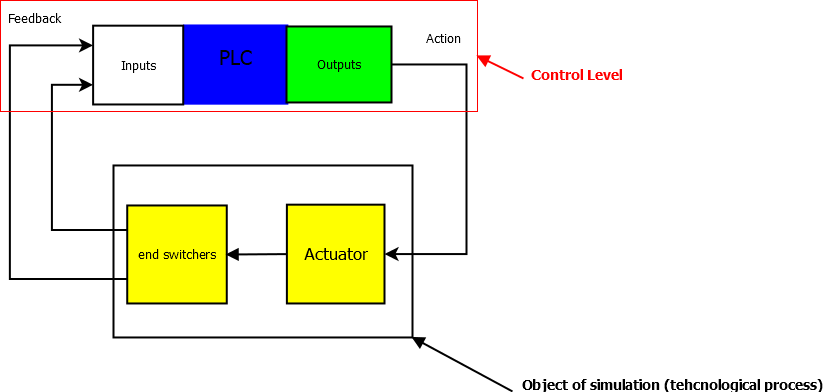 Feedback
Action
Inputs
PLC
Outputs
Control Level
end switchers
Actuator
Object of simulation (tehcnological process)